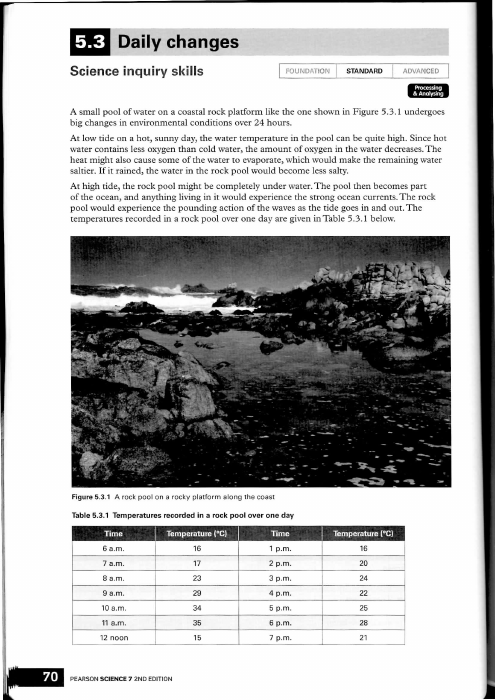 5.3 Daily changes
Science inquiry skills
FOUNDATION STANDARD ADVANCED
Processing
& Analysing
A small pool of water on a coastal rock platform like the one shown in Figure 5.3.1 undergoes
big changes in environmental conditions over 24 hours.
At low tide on a hot, sunny day, the water temperature in the pool can be quite high. Since hot
water contains less oxygen than cold water, the amount of oxygen in the water decreases. The
heat might also cause some of the water to evaporate, which would make the remaining water
saltier. If it rained, the water in the rock pool would become less salty.
At high tide, the rock pool might be completely under water. The pool then becomes part
of the ocean, and anything living in it would experience the strong ocean currents. The rock
pool would experience the pounding action of the waves as the tide goes in and out. The
temperatures recorded in a rock pool over one day are given in Table 5.3.1 below.
Figure 5.3.1 A rock pool on a rocky platform along the coast
Table 5.3.1 Temperatures recorded in a rock pool over one day
Time Temperature (°C) Time Temperature (°C)
6 a.m. 16 1 p.m. 16
7 a.m. 17 2 p.m. 20
8 a.m. 23 3 p.m. 24
9 a.m. 29 4 p.m. 22
10 a.m. 34 5 p.m. 25
11 a.m. 35 6 p.m. 28
12 noon 15 7 p.m. 21
70 PEARSON SCIENCE 7 2ND EDITION